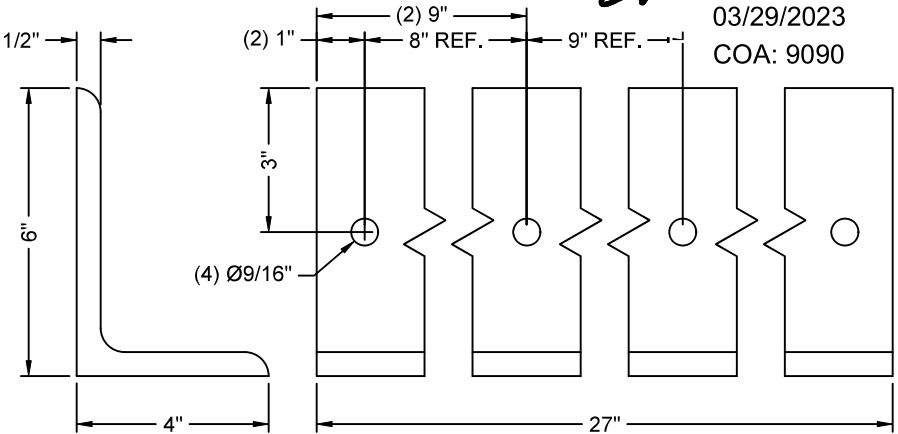 (2) 9"
03/29/2023
1/2"
(2) 1"
8" REF.
9" REF.
COA: 9090
3"
6"
(4) Ø9/16"
4"
27"